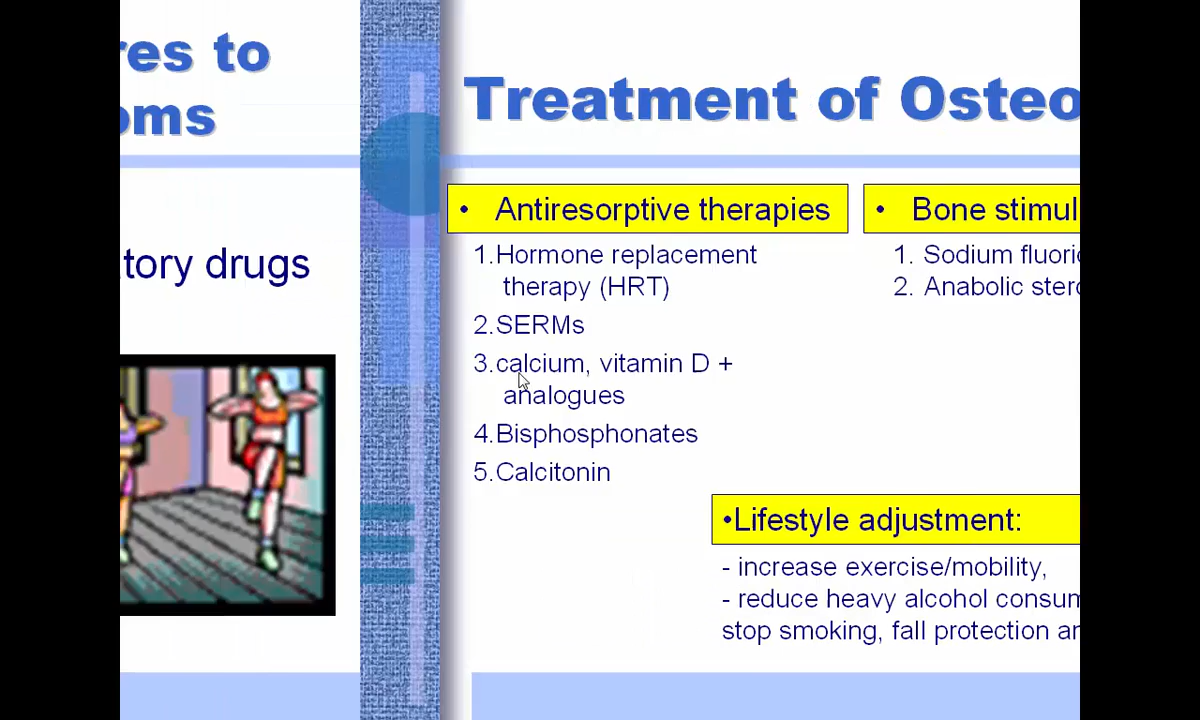 res to
oms
tory drugs
Treatment of Osteo
• Antiresorptive therapies
1.Hormone replacement
therapy (HRT)
2.SERMs
3.calcium, vitamin D +
analogues
4.Bisphosphonates
5.Calcitonin
• Bone stimul
1. Sodium fluori
2. Anabolic stero
•Lifestyle adjustment:
- increase exercise/mobility,
- reduce heavy alcohol consum
stop smoking, fall protection an